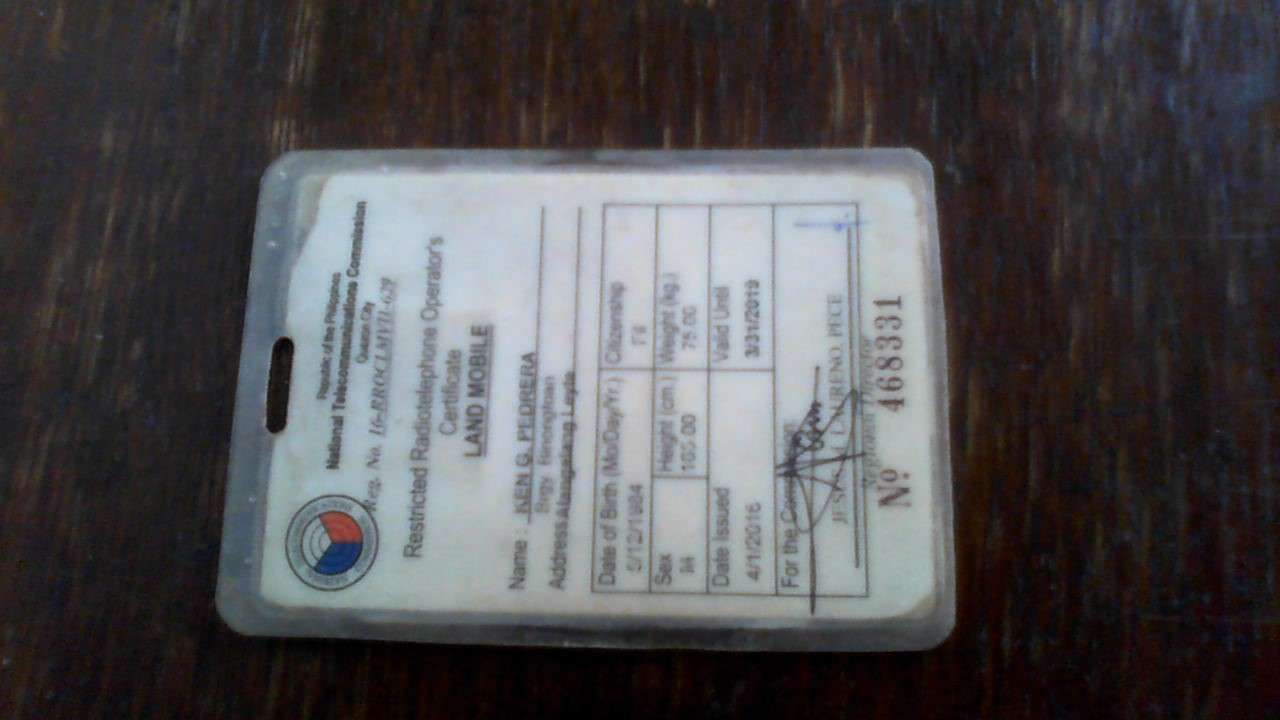 Republic of the Philippines
National Telecommunications Commission
Quezon City
Reg. No. 16-RROCLMVII-629
Restricted Radiotelephone Operator's
Certificate
LAND MOBILE
Name : KEN G. PEDRERA
Brgy.
Address Leyte
Date of Birth (Mo/Day/Yr.) Citizenship
5/12/1984 Fil
Sex Height (cm.) Weight (kg.)
M 165.00 75.00
Date Issued Valid Until
4/1/2016 3/31/2019
For the Commission
LAURENO, PECE
Regional Director
Nº 468331